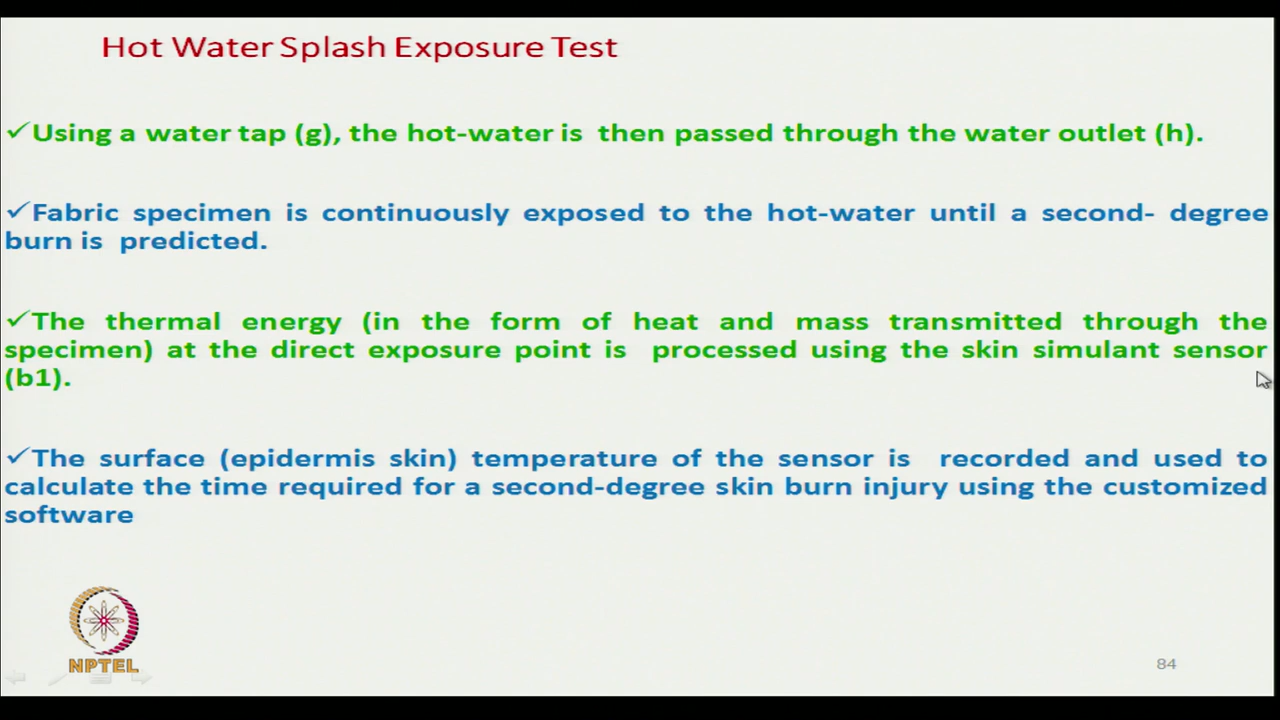 Hot Water Splash Exposure Test
✓Using a water tap (g), the hot-water is then passed through the water outlet (h).
✓Fabric specimen is continuously exposed to the hot-water until a second- degree
burn is predicted.
✓The thermal energy (in the form of heat and mass transmitted through the
specimen) at the direct exposure point is processed using the skin simulant sensor
(b1).
✓The surface (epidermis skin) temperature of the sensor is recorded and used to
calculate the time required for a second-degree skin burn injury using the customized
software
NPTEL
84